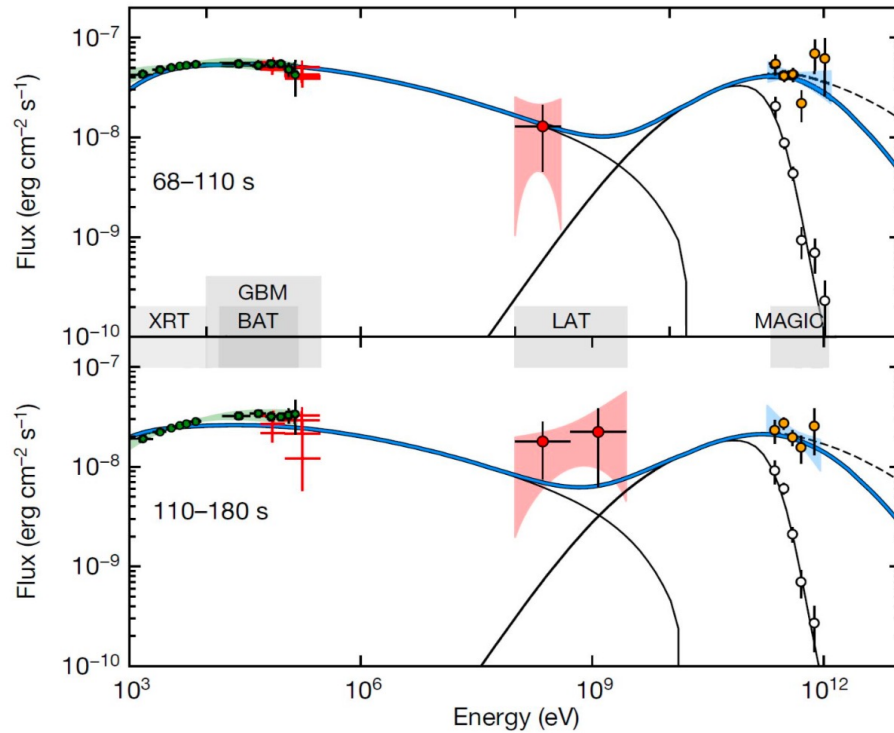 10⁻⁷
10⁻⁸
10⁻⁹
10⁻¹⁰
Flux (erg cm⁻² s⁻¹)
68–110 s
GBM
XRT BAT LAT MAGIC
10⁻⁷
10⁻⁸
10⁻⁹
10⁻¹⁰
Flux (erg cm⁻² s⁻¹)
110–180 s
10³ 10⁶ 10⁹ 10¹²
Energy (eV)